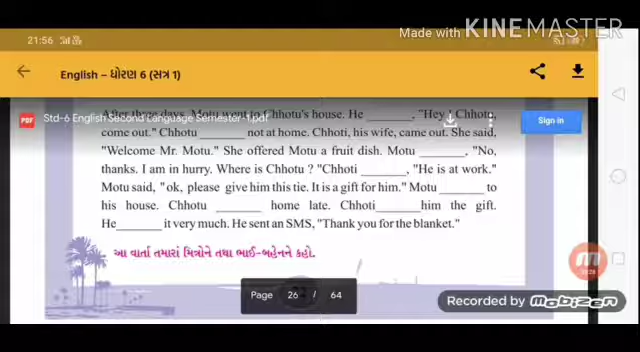 Made with KINEMASTER
21:56
English – ધોરણ 6 (સત્ર 1)
After three days, Motu went to Chhotu's house. He _______, "Hey ! Chhotu,
Std-6 English Second Language Semester-1.pdf
Sign in
come out." Chhotu _______ not at home. Chhoti, his wife, came out. She said,
"Welcome Mr. Motu." She offered Motu a fruit dish. Motu _______, "No,
thanks. I am in hurry. Where is Chhotu ? "Chhoti _______, "He is at work."
Motu said, "ok, please give him this tie. It is a gift for him." Motu _______ to
his house. Chhotu _______ home late. Chhoti_______him the gift.
He_______it very much. He sent an SMS, "Thank you for the blanket."
આ વાર્તા તમારાં મિત્રોને તથા ભાઈ-બહેનને કહો.
Page 26 / 64
Recorded by Mobizen